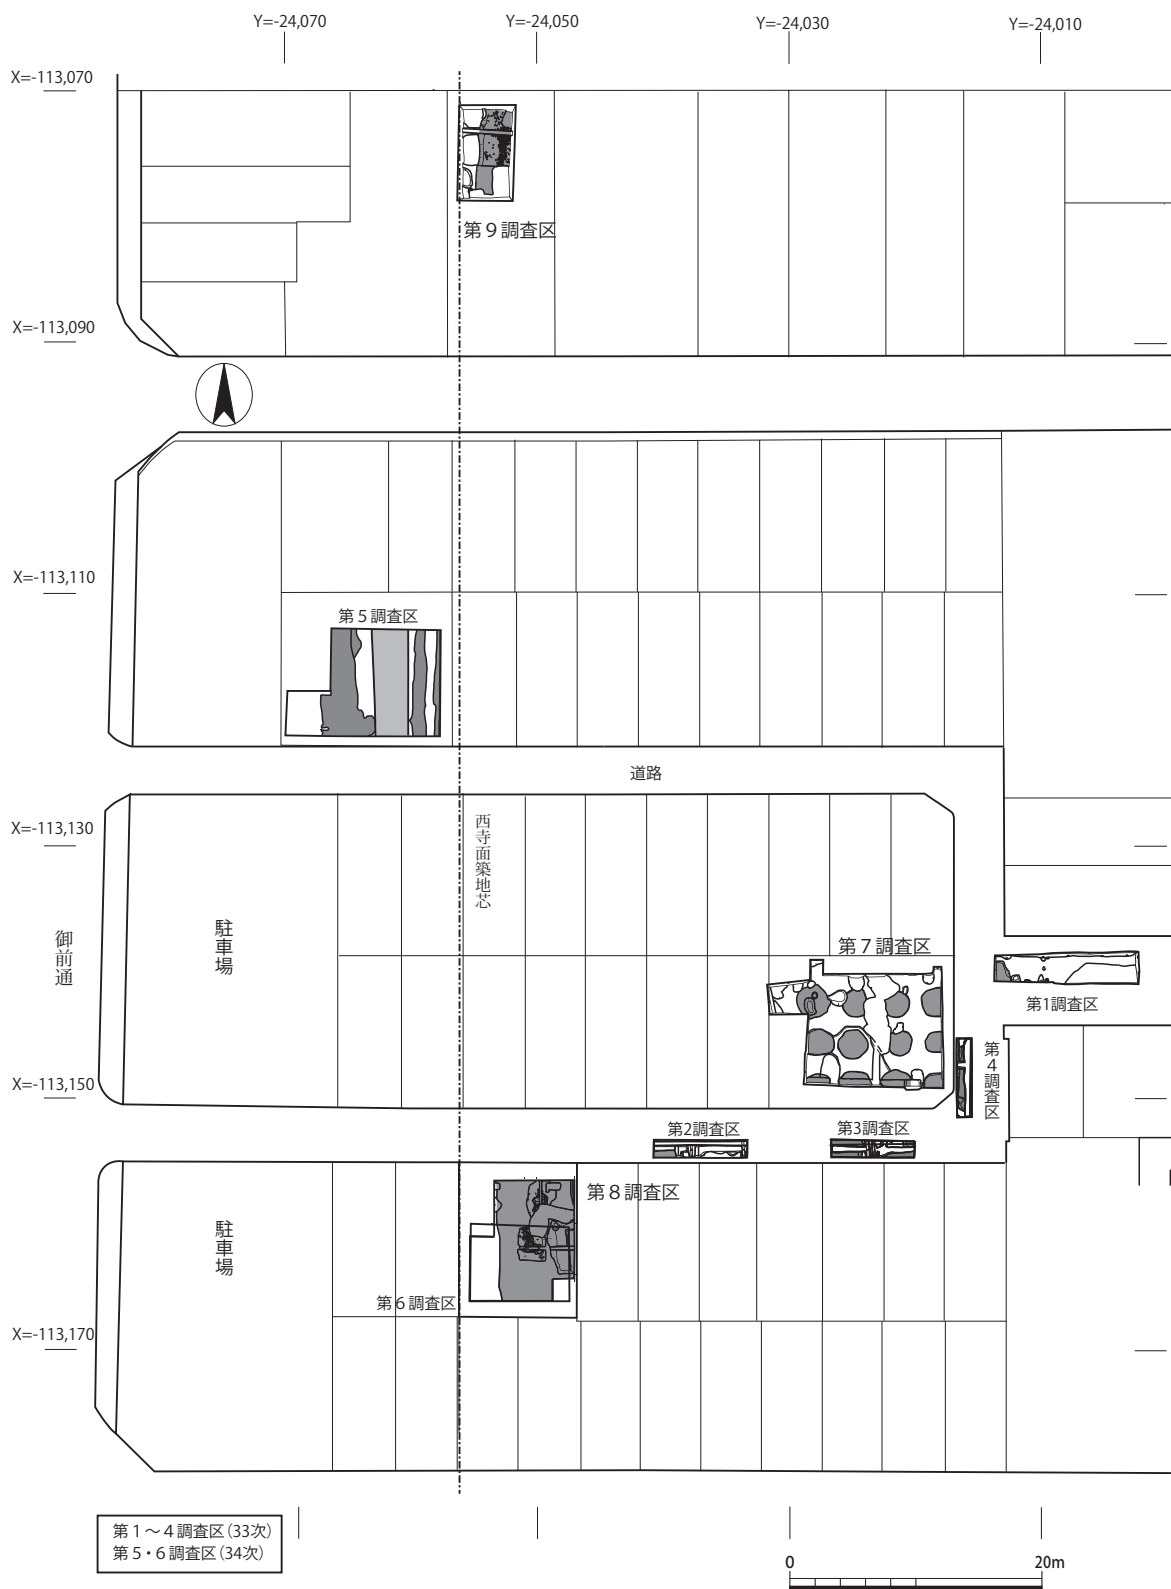 Y=-24,070
Y=-24,050
Y=-24,030
Y=-24,010
X=-113,070
第９調査区
X=-113,090
X=-113,110
第５調査区
道路
X=-113,130
西寺面築地芯
御前通
駐車場
第７調査区
第1調査区
第４調査区
X=-113,150
第2調査区
第3調査区
第８調査区
駐車場
第６調査区
X=-113,170
第１～４調査区（33次）
第５・６調査区（34次）
0
20m